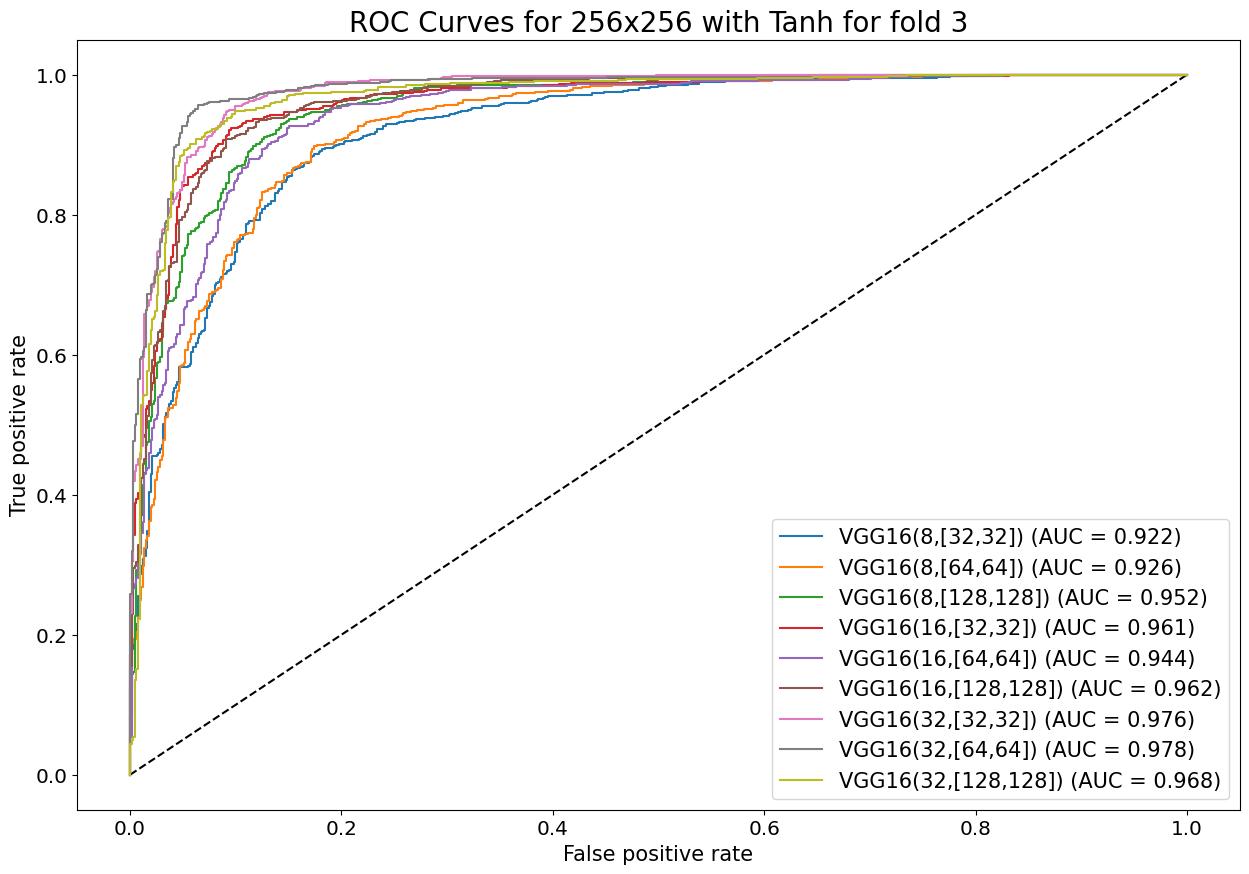 ROC Curves for 256x256 with Tanh for fold 3
1.0
0.8
0.6
0.4
0.2
0.0
True positive rate
VGG16(8,[32,32]) (AUC = 0.922)
VGG16(8,[64,64]) (AUC = 0.926)
VGG16(8,[128,128]) (AUC = 0.952)
VGG16(16,[32,32]) (AUC = 0.961)
VGG16(16,[64,64]) (AUC = 0.944)
VGG16(16,[128,128]) (AUC = 0.962)
VGG16(32,[32,32]) (AUC = 0.976)
VGG16(32,[64,64]) (AUC = 0.978)
VGG16(32,[128,128]) (AUC = 0.968)
0.0 0.2 0.4 0.6 0.8 1.0
False positive rate